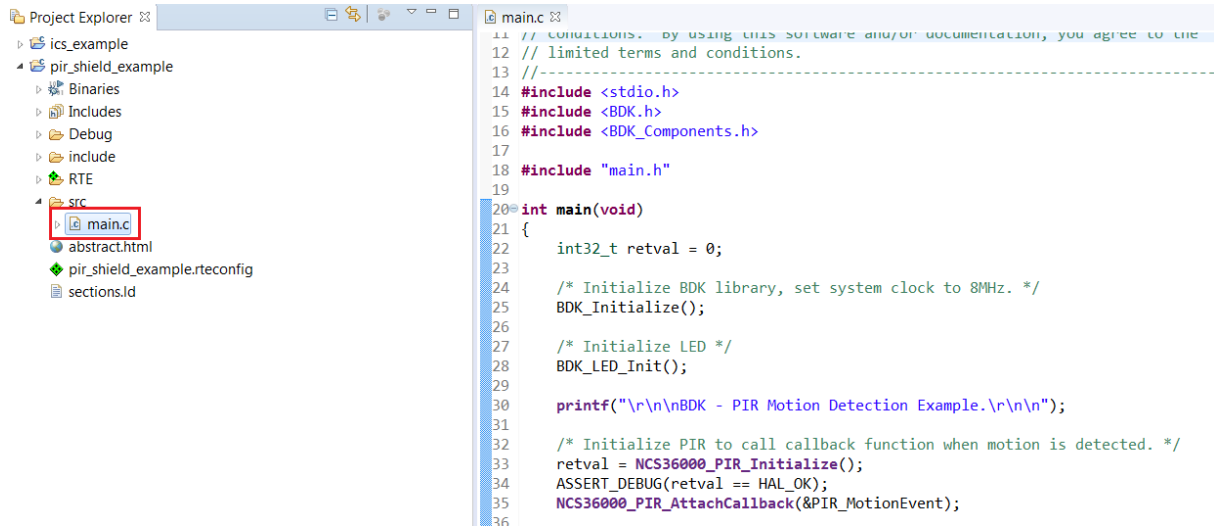 Project Explorer
ics_example
pir_shield_example
Binaries
Includes
Debug
include
RTE
src
main.c
abstract.html
pir_shield_example.rteconfig
sections.ld
main.c
11 // conditions.  By using this software and/or documentation, you agree to the
12 // limited terms and conditions.
13 //-----------------------------------------------------------------------------
14 #include <stdio.h>
15 #include <BDK.h>
16 #include <BDK_Components.h>
17
18 #include "main.h"
19
20 int main(void)
21 {
22     int32_t retval = 0;
23
24     /* Initialize BDK library, set system clock to 8MHz. */
25     BDK_Initialize();
26
27     /* Initialize LED */
28     BDK_LED_Init();
29
30     printf("\r\n\nBDK - PIR Motion Detection Example.\r\n\n");
31
32     /* Initialize PIR to call callback function when motion is detected. */
33     retval = NCS36000_PIR_Initialize();
34     ASSERT_DEBUG(retval == HAL_OK);
35     NCS36000_PIR_AttachCallback(&PIR_MotionEvent);
36